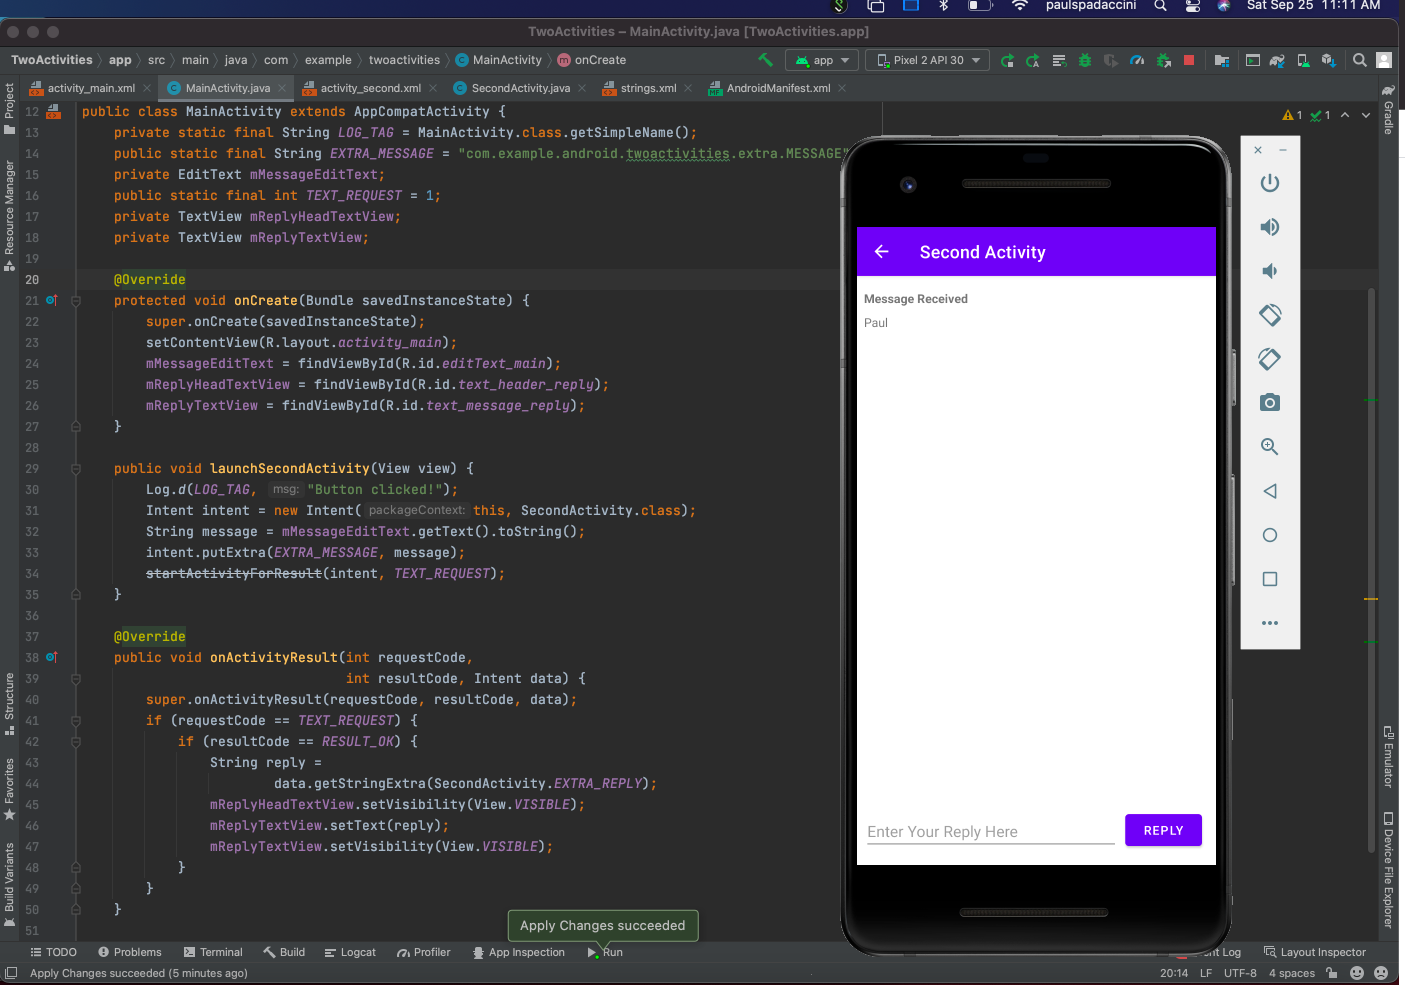 paulspadaccini Sat Sep 25 11:11 AM
TwoActivities – MainActivity.java [TwoActivities.app]
TwoActivities app src main java com example twoactivities MainActivity onCreate app Pixel 2 API 30
activity_main.xml MainActivity.java activity_second.xml SecondActivity.java strings.xml AndroidManifest.xml
Project
Resource Manager
Structure
Favorites
Build Variants
12 public class MainActivity extends AppCompatActivity {
13 private static final String LOG_TAG = MainActivity.class.getSimpleName();
14 public static final String EXTRA_MESSAGE = "com.example.android.twoactivities.extra.MESSAGE"
15 private EditText mMessageEditText;
16 public static final int TEXT_REQUEST = 1;
17 private TextView mReplyHeadTextView;
18 private TextView mReplyTextView;
19
20 @Override
21 protected void onCreate(Bundle savedInstanceState) {
22 super.onCreate(savedInstanceState);
23 setContentView(R.layout.activity_main);
24 mMessageEditText = findViewById(R.id.editText_main);
25 mReplyHeadTextView = findViewById(R.id.text_header_reply);
26 mReplyTextView = findViewById(R.id.text_message_reply);
27 }
28
29 public void launchSecondActivity(View view) {
30 Log.d(LOG_TAG, msg: "Button clicked!");
31 Intent intent = new Intent( packageContext: this, SecondActivity.class);
32 String message = mMessageEditText.getText().toString();
33 intent.putExtra(EXTRA_MESSAGE, message);
34 startActivityForResult(intent, TEXT_REQUEST);
35 }
36
37 @Override
38 public void onActivityResult(int requestCode,
39 int resultCode, Intent data) {
40 super.onActivityResult(requestCode, resultCode, data);
41 if (requestCode == TEXT_REQUEST) {
42 if (resultCode == RESULT_OK) {
43 String reply =
44 data.getStringExtra(SecondActivity.EXTRA_REPLY);
45 mReplyHeadTextView.setVisibility(View.VISIBLE);
46 mReplyTextView.setText(reply);
47 mReplyTextView.setVisibility(View.VISIBLE);
48 }
49 }
50 }
51
1 1
Second Activity
Message Received
Paul
Enter Your Reply Here
REPLY
Gradle
Emulator
Device File Explorer
Apply Changes succeeded
TODO Problems Terminal Build Logcat Profiler App Inspection Run nt Log Layout Inspector
Apply Changes succeeded (5 minutes ago) 20:14 LF UTF-8 4 spaces